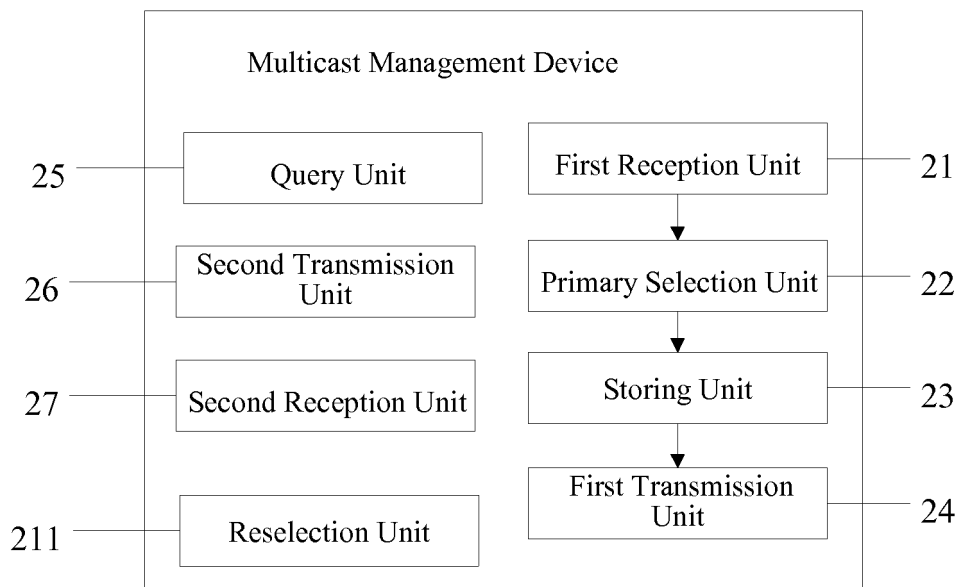 Multicast Management Device
25
Query Unit
First Reception Unit
21
26
Second Transmission
Unit
Primary Selection Unit
22
27
Second Reception Unit
Storing Unit
23
211
Reselection Unit
First Transmission
Unit
24